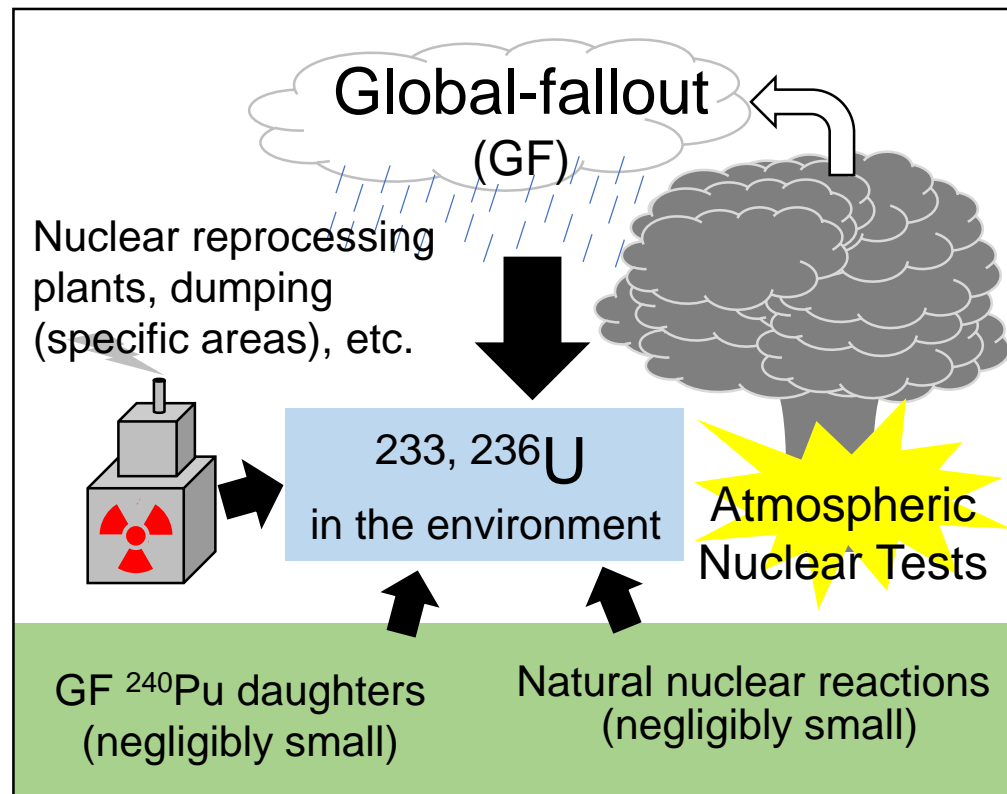 Global-fallout
(GF)
Nuclear reprocessing
plants, dumping
(specific areas), etc.
233, 236U
in the environment
Atmospheric
Nuclear Tests
GF 240Pu daughters
(negligibly small)
Natural nuclear reactions
(negligibly small)